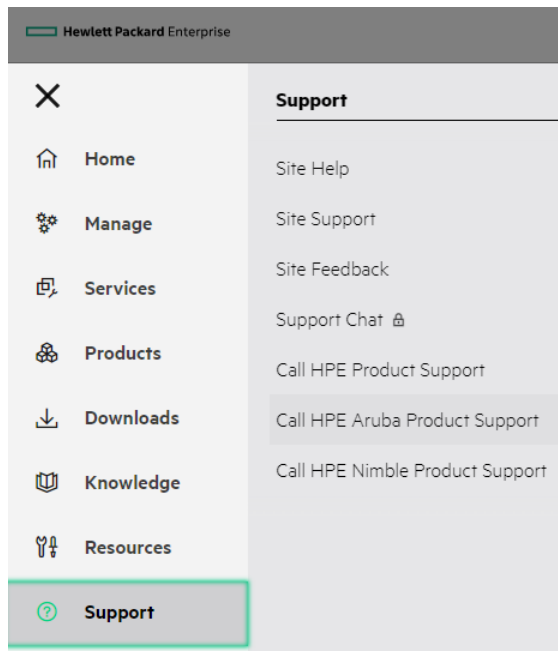 Hewlett Packard Enterprise
Home
Manage
Services
Products
Downloads
Knowledge
Resources
Support
Support
Site Help
Site Support
Site Feedback
Support Chat
Call HPE Product Support
Call HPE Aruba Product Support
Call HPE Nimble Product Support